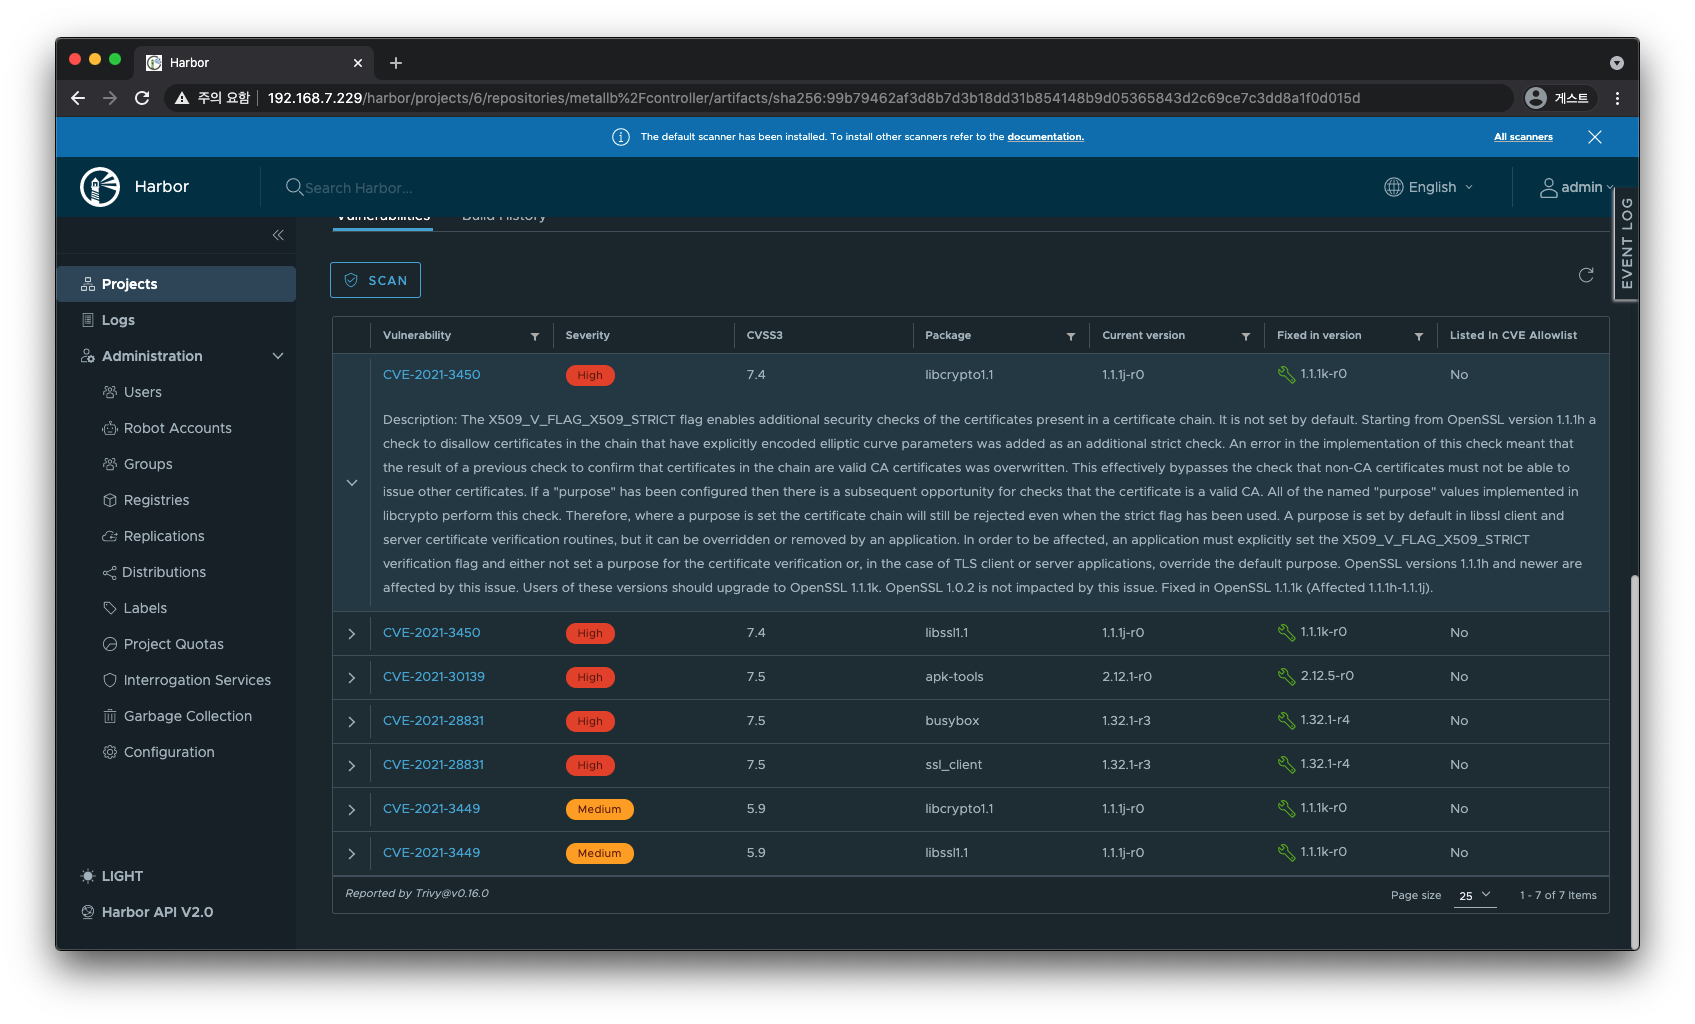 Harbor
주의 요함
192.168.7.229/harbor/projects/6/repositories/metallb%2Fcontroller/artifacts/sha256:99b79462af3d8b7d3b18dd31b854148b9d05365843d2c69ce7c3dd8a1f0d015d
게스트
The default scanner has been installed. To install other scanners refer to the documentation.
All scanners
Harbor
Search Harbor...
English
admin
EVENT LOG
Vulnerabilities
Build History
Projects
Logs
Administration
Users
Robot Accounts
Groups
Registries
Replications
Distributions
Labels
Project Quotas
Interrogation Services
Garbage Collection
Configuration
LIGHT
Harbor API V2.0
SCAN
Vulnerability Severity CVSS3 Package Current version Fixed in version Listed In CVE Allowlist
CVE-2021-3450 High 7.4 libcrypto1.1 1.1.1j-r0 1.1.1k-r0 No
Description: The X509_V_FLAG_X509_STRICT flag enables additional security checks of the certificates present in a certificate chain. It is not set by default. Starting from OpenSSL version 1.1.1h a
check to disallow certificates in the chain that have explicitly encoded elliptic curve parameters was added as an additional strict check. An error in the implementation of this check meant that
the result of a previous check to confirm that certificates in the chain are valid CA certificates was overwritten. This effectively bypasses the check that non-CA certificates must not be able to
issue other certificates. If a "purpose" has been configured then there is a subsequent opportunity for checks that the certificate is a valid CA. All of the named "purpose" values implemented in
libcrypto perform this check. Therefore, where a purpose is set the certificate chain will still be rejected even when the strict flag has been used. A purpose is set by default in libssl client and
server certificate verification routines, but it can be overridden or removed by an application. In order to be affected, an application must explicitly set the X509_V_FLAG_X509_STRICT
verification flag and either not set a purpose for the certificate verification or, in the case of TLS client or server applications, override the default purpose. OpenSSL versions 1.1.1h and newer are
affected by this issue. Users of these versions should upgrade to OpenSSL 1.1.1k. OpenSSL 1.0.2 is not impacted by this issue. Fixed in OpenSSL 1.1.1k (Affected 1.1.1h-1.1.1j).
CVE-2021-3450 High 7.4 libssl1.1 1.1.1j-r0 1.1.1k-r0 No
CVE-2021-30139 High 7.5 apk-tools 2.12.1-r0 2.12.5-r0 No
CVE-2021-28831 High 7.5 busybox 1.32.1-r3 1.32.1-r4 No
CVE-2021-28831 High 7.5 ssl_client 1.32.1-r3 1.32.1-r4 No
CVE-2021-3449 Medium 5.9 libcrypto1.1 1.1.1j-r0 1.1.1k-r0 No
CVE-2021-3449 Medium 5.9 libssl1.1 1.1.1j-r0 1.1.1k-r0 No
Reported by Trivy@v0.16.0
Page size 25 1 - 7 of 7 Items